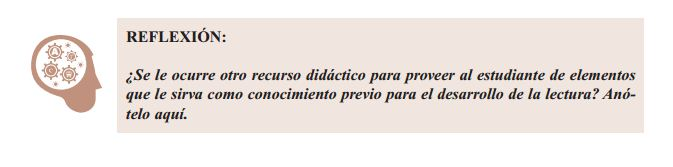 REFLEXIÓN:
¿Se le ocurre otro recurso didáctico para proveer al estudiante de elementos
que le sirva como conocimiento previo para el desarrollo de la lectura? Anó-
telo aquí.